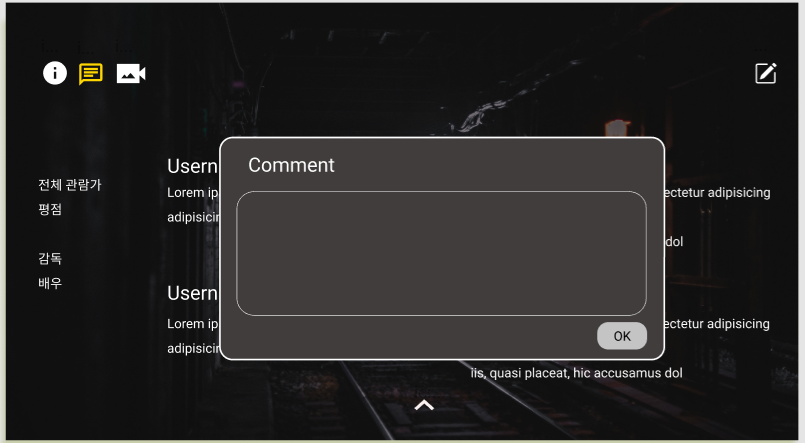 전체 관람가
평점
감독
배우
Usern
Lorem ip
adipisicin
ectetur adipisicing
dol
Comment
OK
Usern
Lorem ip
adipisicin
ectetur adipisicing
iis, quasi placeat, hic accusamus dol